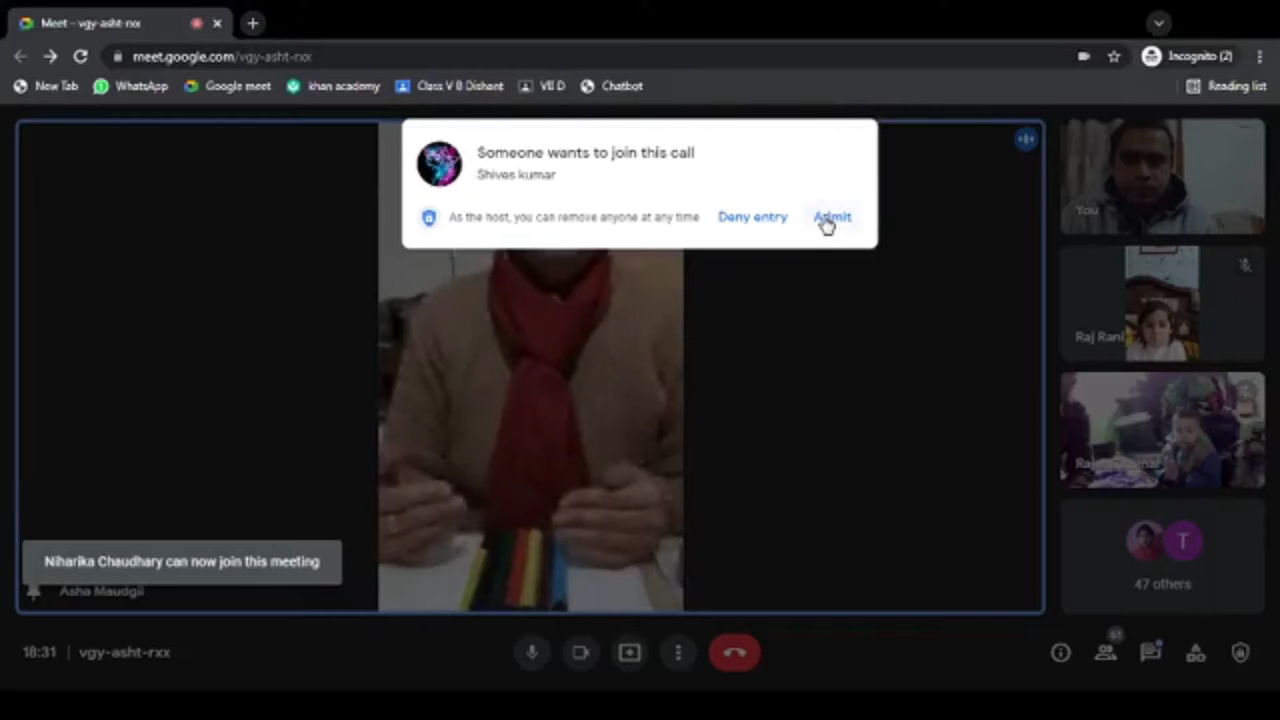 Meet - vgy-asht-rxx
meet.google.com/vgy-asht-rxx
Incognito (2)
New Tab WhatsApp Google meet khan academy Class V B Dishant VII D Chatbot Reading list
Someone wants to join this call
Shives kumar
As the host, you can remove anyone at any time Deny entry Admit
You
Raj Rani
Niharika Chaudhary can now join this meeting
Asha Maudgil
T
47 others
18:31 | vgy-asht-rxx